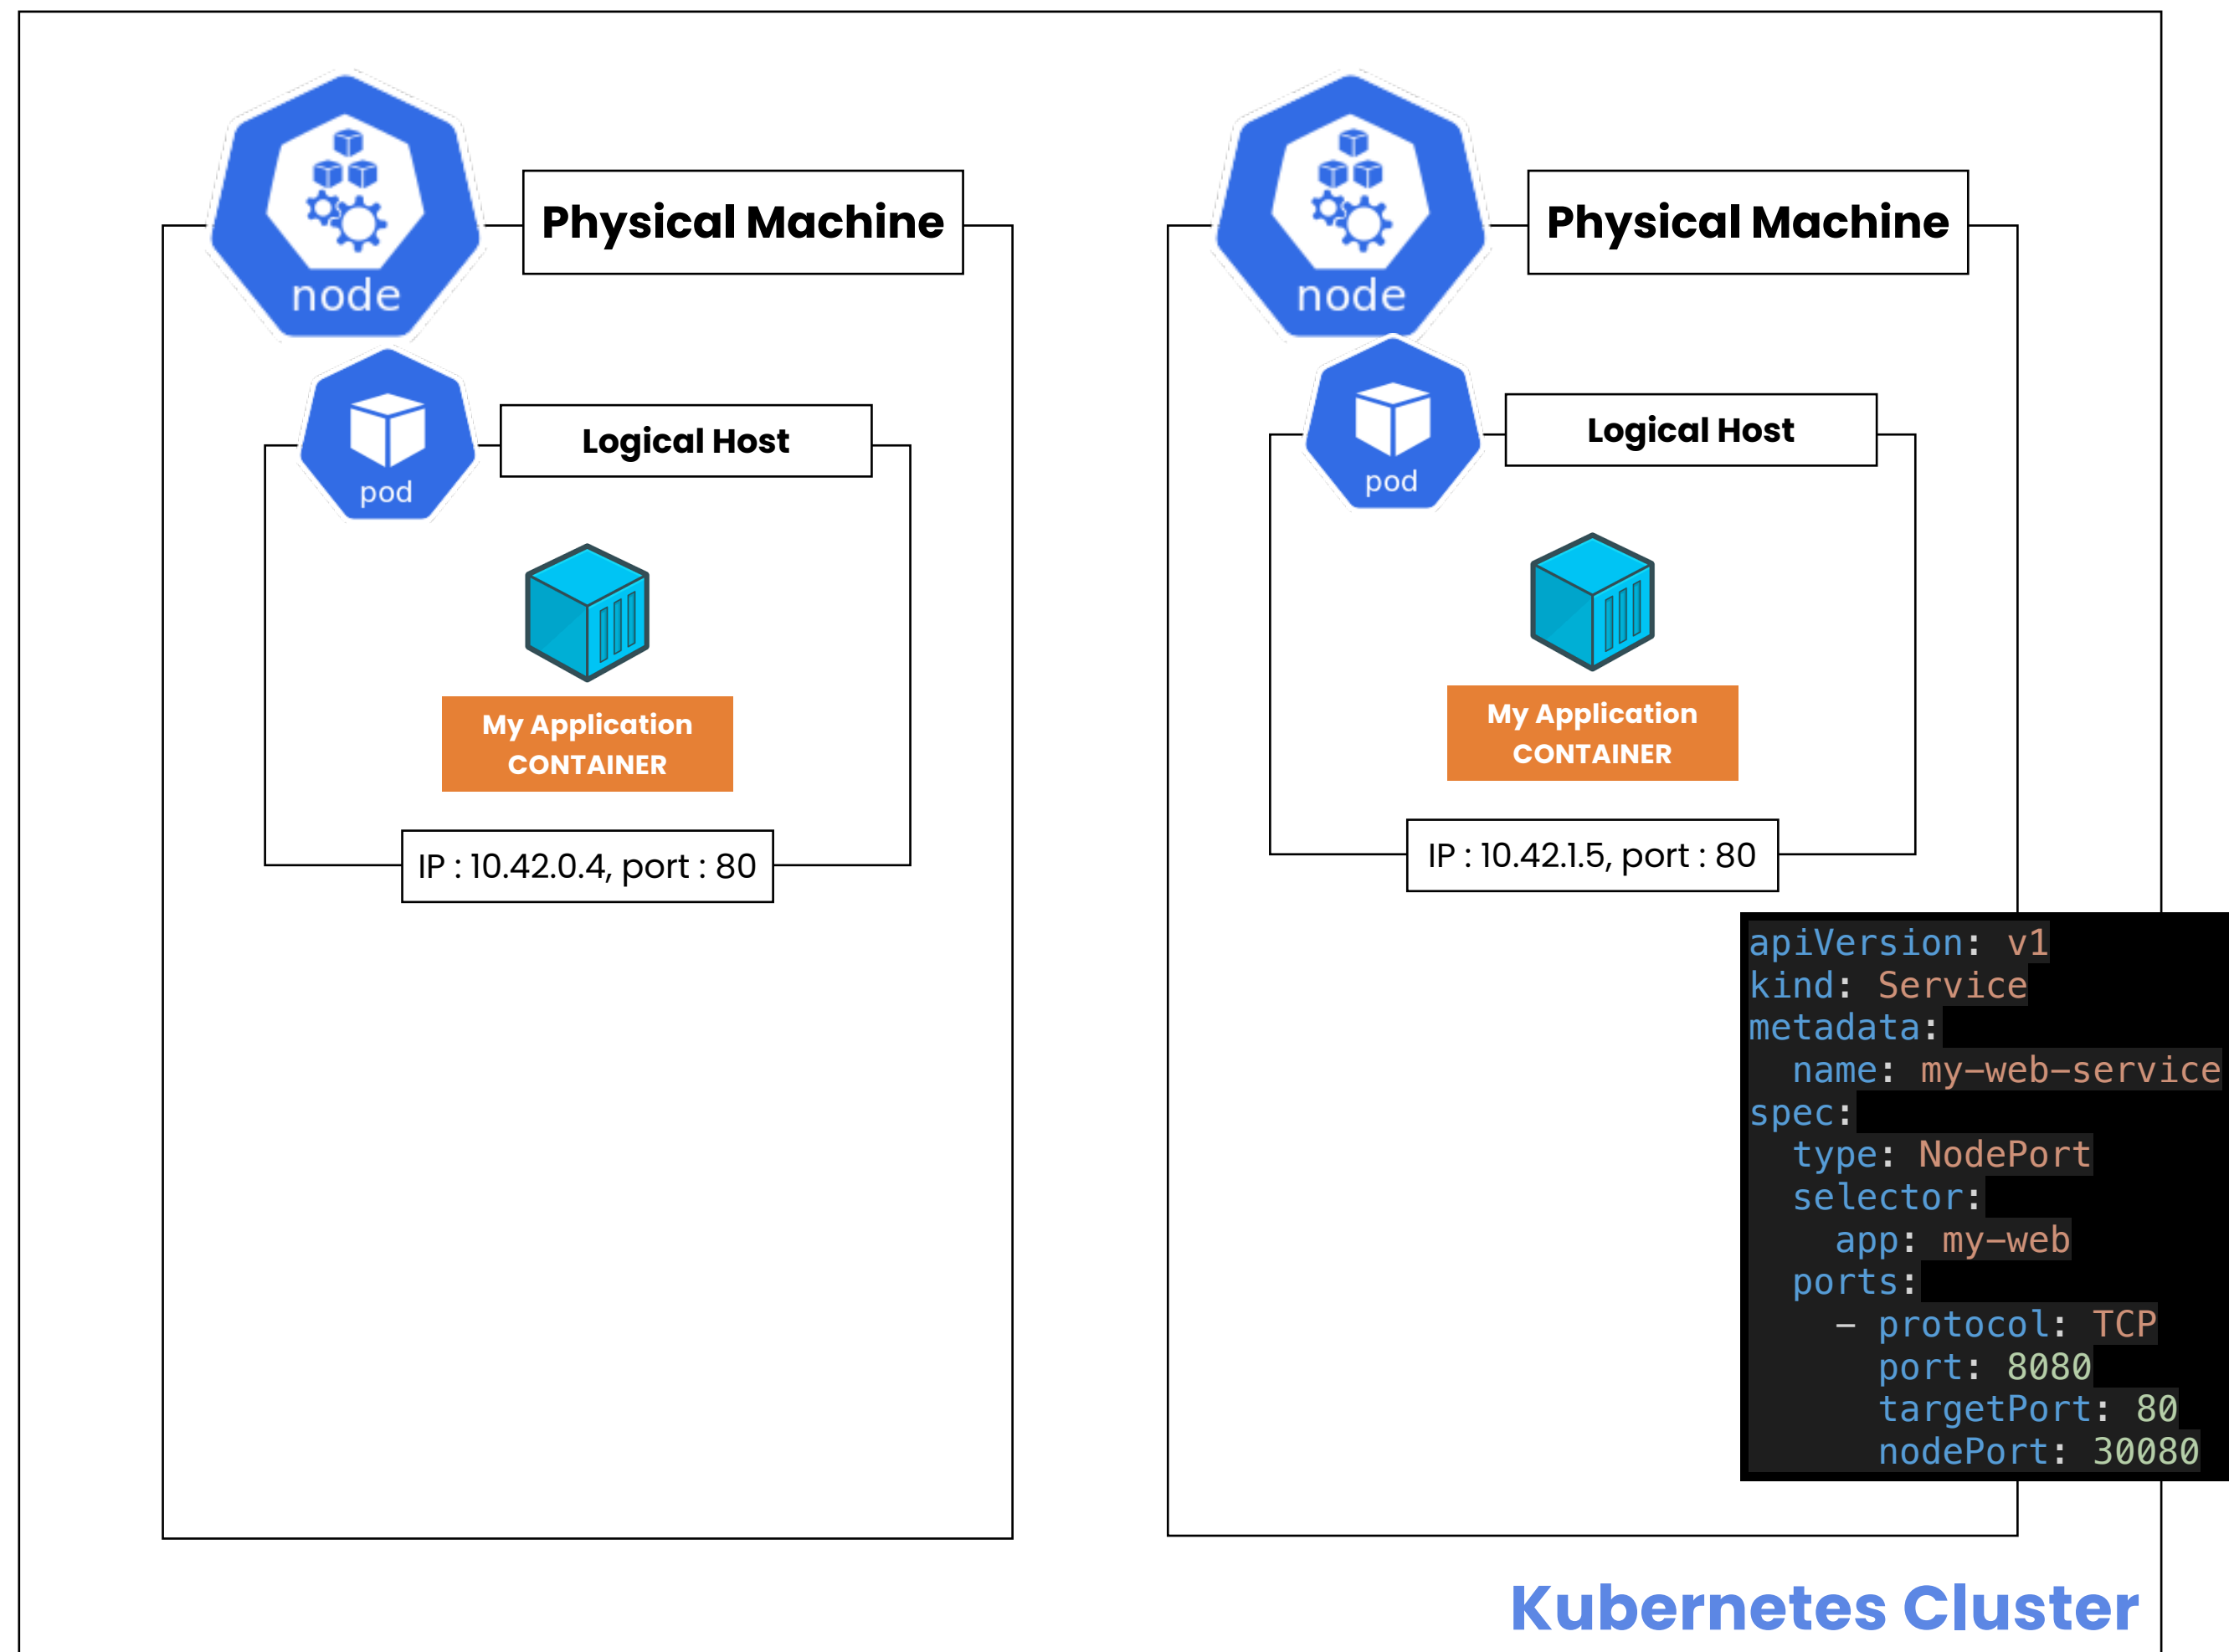 node
Physical Machine
pod
Logical Host
My Application
CONTAINER
IP : 10.42.0.4, port : 80
node
Physical Machine
pod
Logical Host
My Application
CONTAINER
IP : 10.42.1.5, port : 80
apiVersion: v1
kind: Service
metadata:
  name: my-web-service
spec:
  type: NodePort
  selector:
    app: my-web
  ports:
    - protocol: TCP
      port: 8080
      targetPort: 80
      nodePort: 30080
Kubernetes Cluster